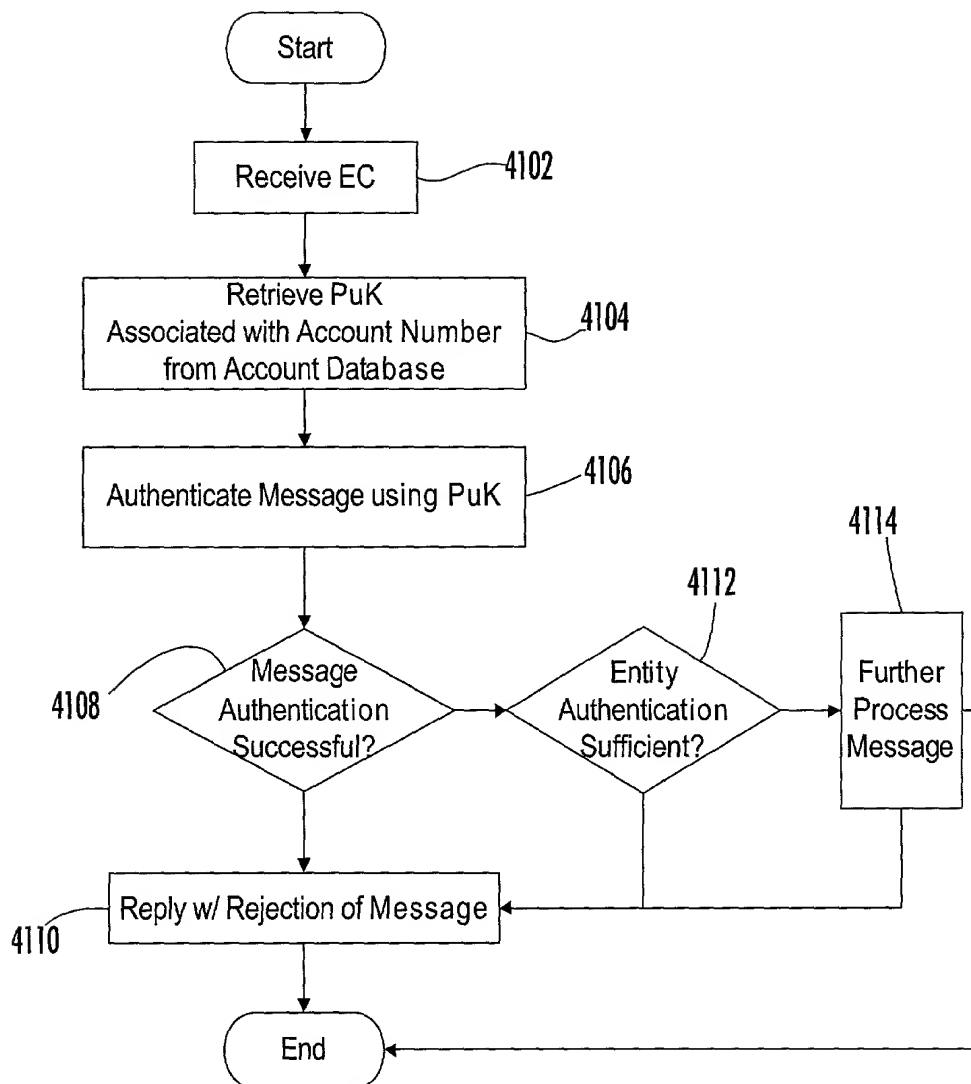 Start
Receive EC
4102
Retrieve PuK
Associated with Account Number
from Account Database
4104
Authenticate Message using PuK
4106
4108
Message
Authentication
Successful?
4112
Entity
Authentication
Sufficient?
4114
Further
Process
Message
4110
Reply w/ Rejection of Message
End